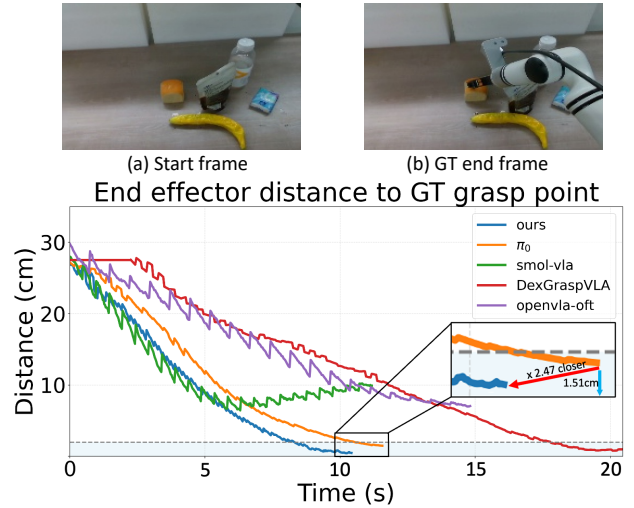 (a) Start frame
(b) GT end frame
End effector distance to GT grasp point
Distance (cm)
30
20
10
ours
π₀
smol-vla
DexGraspVLA
openvla-oft
x 2.47 closer
1.51cm
0
5
10
15
20
Time (s)